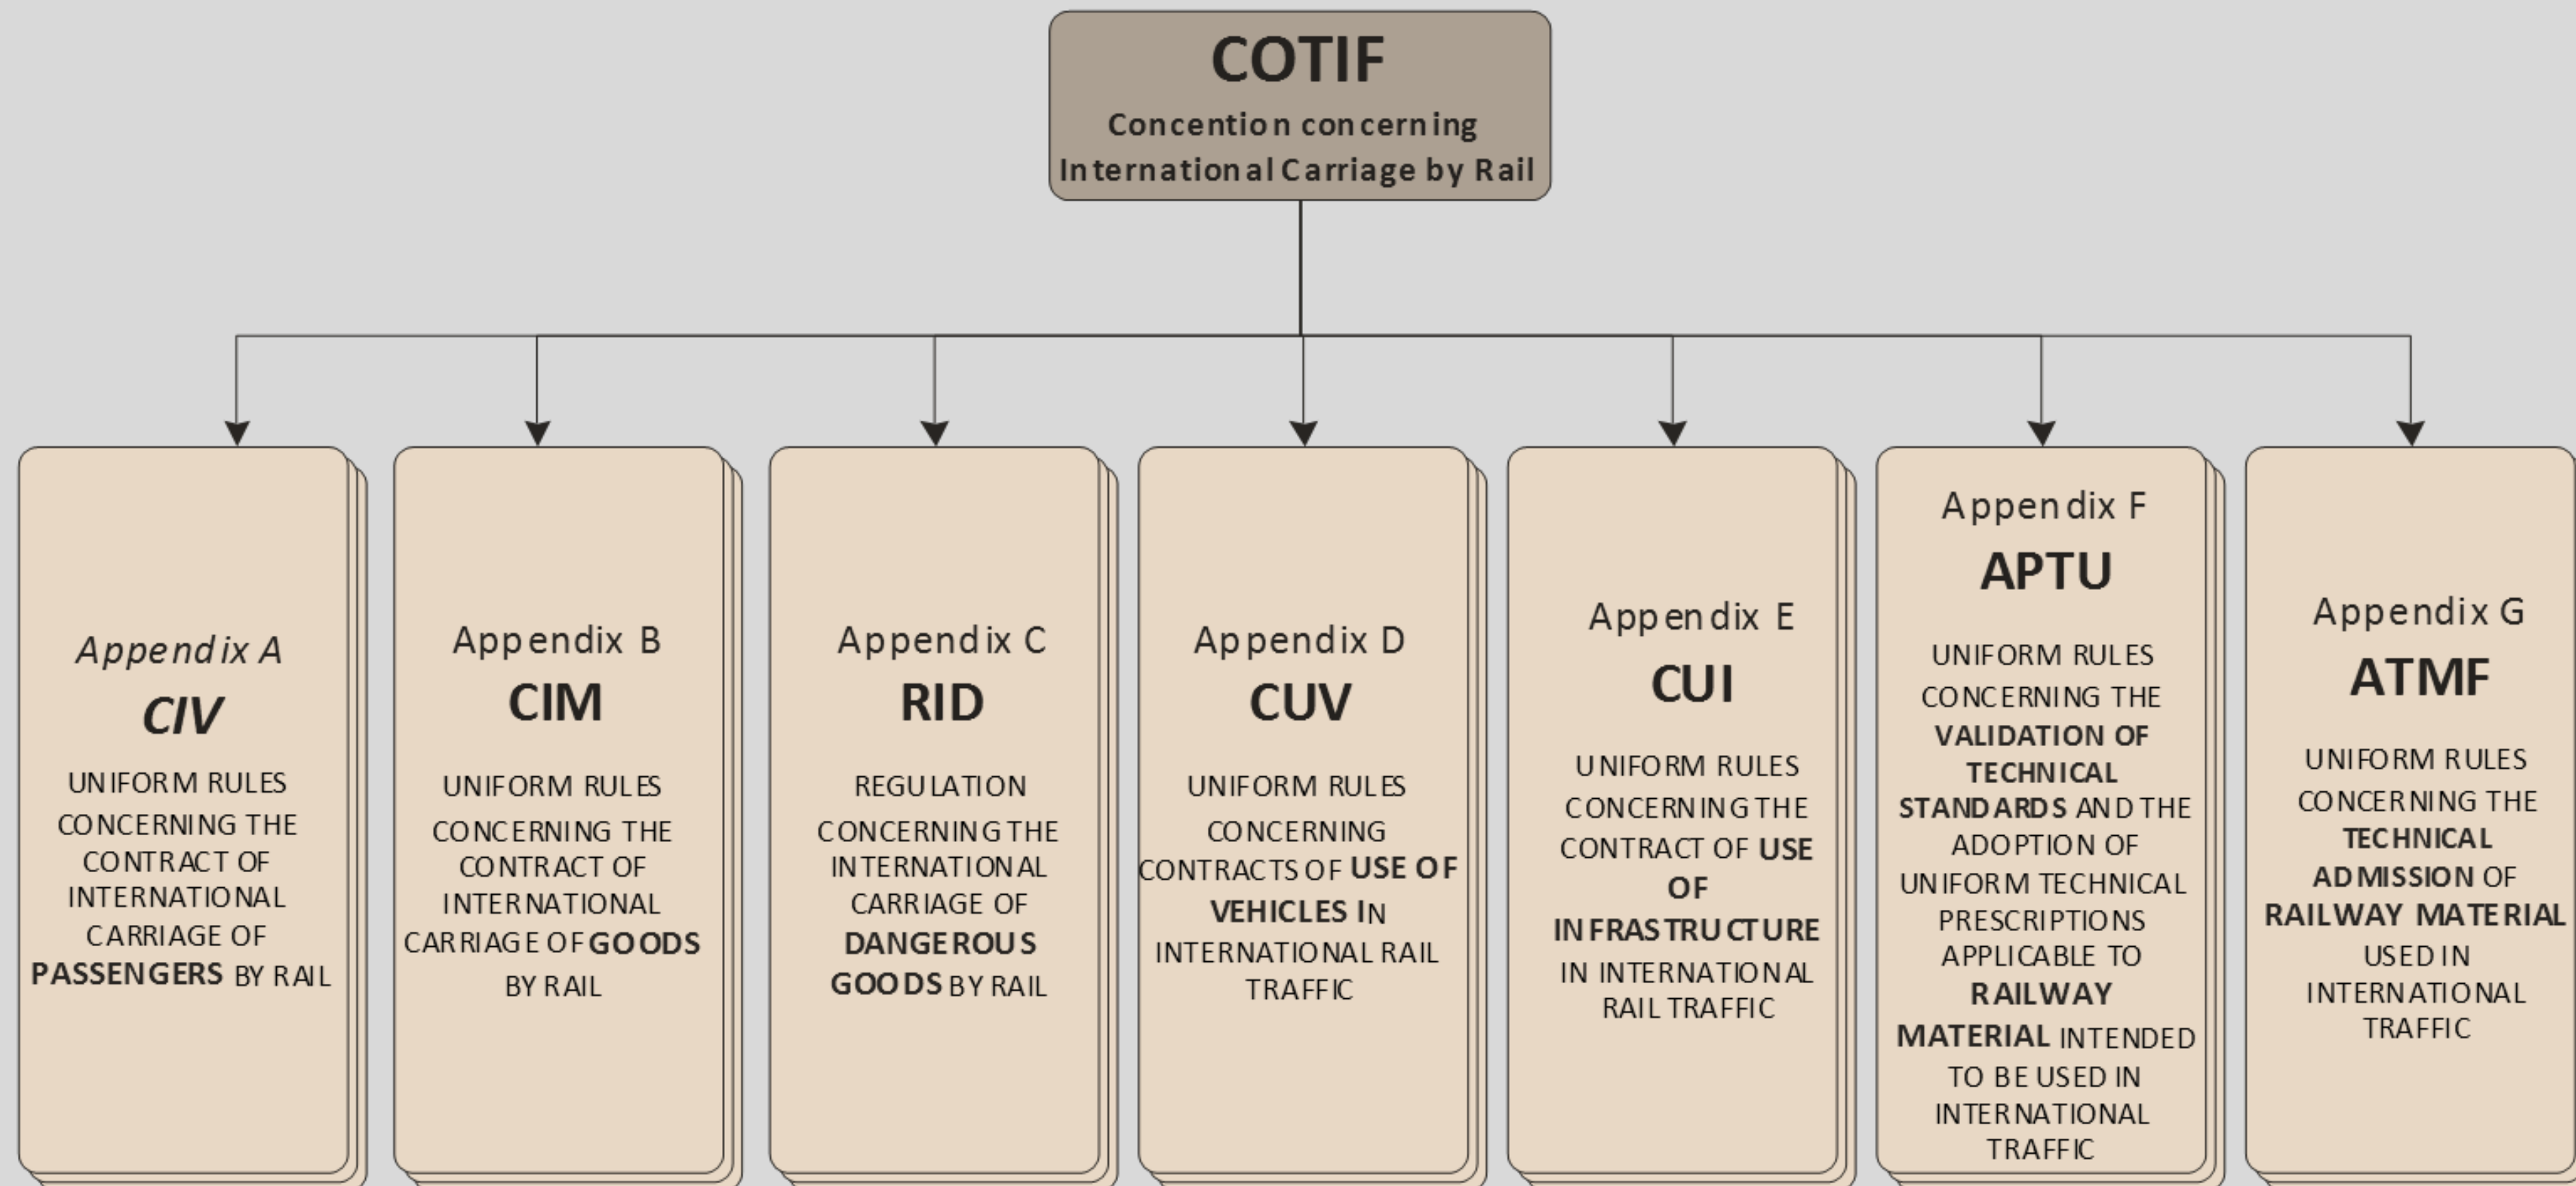 COTIF
Concention concerning
International Carriage by Rail
Appendix A
CIV
UNIFORM RULES
CONCERNING THE
CONTRACT OF
INTERNATIONAL
CARRIAGE OF
PASSENGERS BY RAIL
Appendix B
CIM
UNIFORM RULES
CONCERNING THE
CONTRACT OF
INTERNATIONAL
CARRIAGE OF GOODS
BY RAIL
Appendix C
RID
REGULATION
CONCERNING THE
INTERNATIONAL
CARRIAGE OF
DANGEROUS
GOODS BY RAIL
Appendix D
CUV
UNIFORM RULES
CONCERNING
CONTRACTS OF USE OF
VEHICLES IN
INTERNATIONAL RAIL
TRAFFIC
Appendix E
CUI
UNIFORM RULES
CONCERNING THE
CONTRACT OF USE
OF
INFRASTRUCTURE
IN INTERNATIONAL
RAIL TRAFFIC
Appendix F
APTU
UNIFORM RULES
CONCERNING THE
VALIDATION OF
TECHNICAL
STANDARDS AND THE
ADOPTION OF
UNIFORM TECHNICAL
PRESCRIPTIONS
APPLICABLE TO
RAILWAY
MATERIAL INTENDED
TO BE USED IN
INTERNATIONAL
TRAFFIC
Appendix G
ATMF
UNIFORM RULES
CONCERNING THE
TECHNICAL
ADMISSION OF
RAILWAY MATERIAL
USED IN
INTERNATIONAL
TRAFFIC